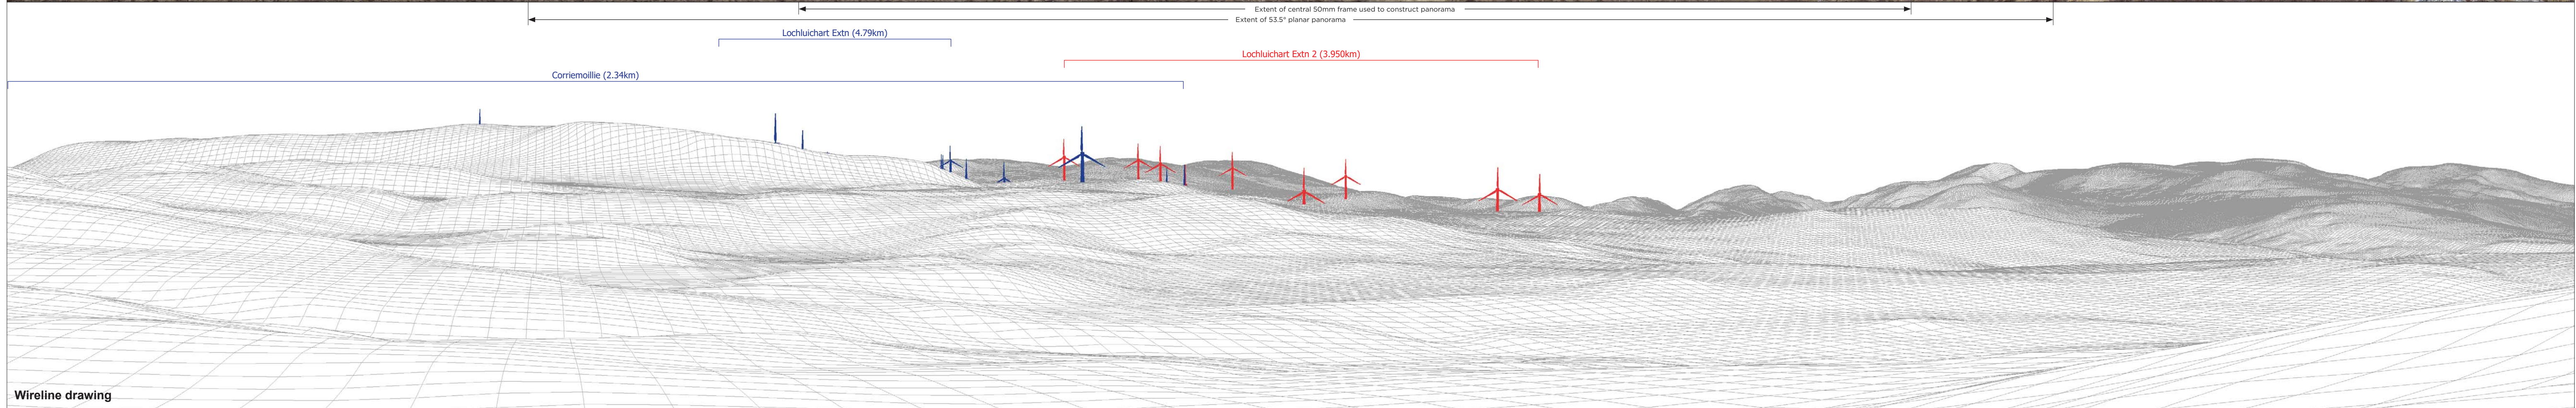 Extent of central 50mm frame used to construct panorama
Extent of 53.5° planar panorama
Lochluichart Extn (4.79km)
Lochluichart Extn 2 (3.950km)
Corriemoillie (2.34km)
Wireline drawing